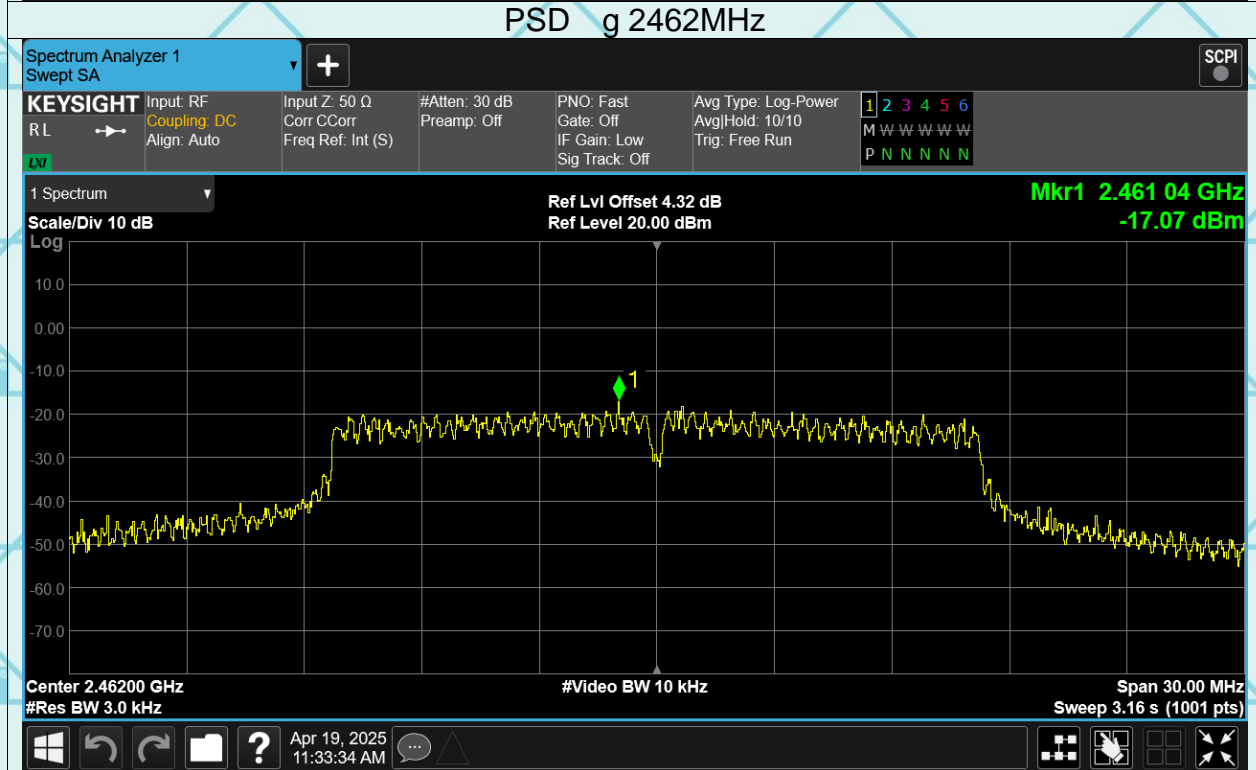 PSD g 2462MHz
Spectrum Analyzer 1
Swept SA
SCPI
KEYSIGHT Input: RF Input Z: 50 Ω #Atten: 30 dB PNO: Fast Avg Type: Log-Power 1 2 3 4 5 6
RL Coupling: DC Corr CCorr Preamp: Off Gate: Off Avg|Hold: 10/10 M W W W W W W
Align: Auto Freq Ref: Int (S) IF Gain: Low Trig: Free Run P N N N N N
LXI Sig Track: Off
1 Spectrum
Ref Lvl Offset 4.32 dB
Mkr1 2.461 04 GHz
Scale/Div 10 dB
Ref Level 20.00 dBm
-17.07 dBm
Log
10.0
0.00
-10.0
1
-20.0
-30.0
-40.0
-50.0
-60.0
-70.0
Center 2.46200 GHz #Video BW 10 kHz Span 30.00 MHz
#Res BW 3.0 kHz Sweep 3.16 s (1001 pts)
?
Apr 19, 2025
11:33:34 AM